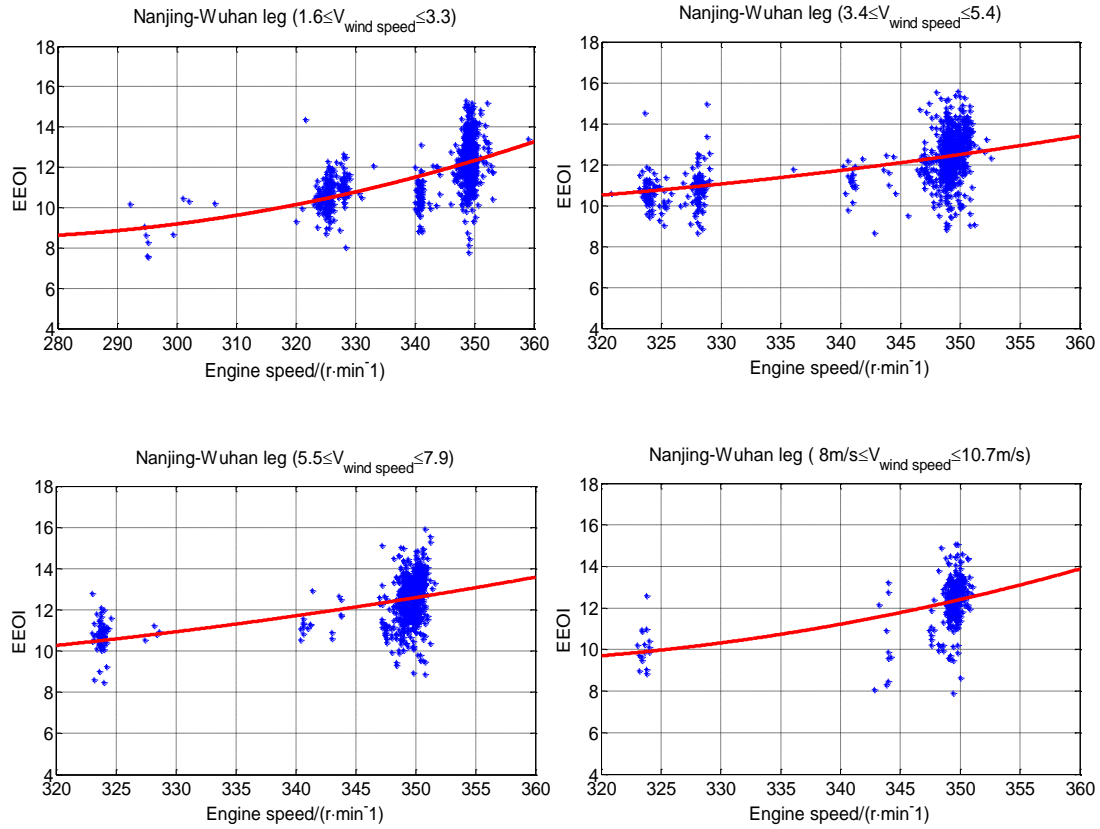 Nanjing-Wuhan leg (1.6≤V wind speed≤3.3)
18
16
14
12
10
8
6
4
EEOI
280 290 300 310 320 330 340 350 360
Engine speed/(r·min-1)
Nanjing-Wuhan leg (3.4≤V wind speed≤5.4)
18
16
14
12
10
8
6
4
EEOI
320 325 330 335 340 345 350 355 360
Engine speed/(r·min-1)
Nanjing-Wuhan leg (5.5≤V wind speed≤7.9)
18
16
14
12
10
8
6
4
EEOI
320 325 330 335 340 345 350 355 360
Engine speed/(r·min-1)
Nanjing-Wuhan leg ( 8m/s≤V wind speed≤10.7m/s)
18
16
14
12
10
8
6
4
EEOI
320 325 330 335 340 345 350 355 360
Engine speed/(r·min-1)